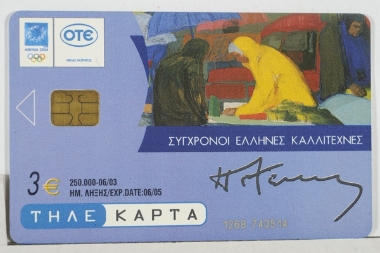 ΑΘΗΝΑ 2004
OTE
ΣΥΓΧΡΟΝΟΙ ΕΛΛΗΝΕΣ ΚΑΛΛΙΤΕΧΝΕΣ
3 €
250.000-06/03
ΗΜ. ΛΗΞΗΣ/EXP.DATE:06/05
ΤΗΛΕ ΚΑΡΤΑ